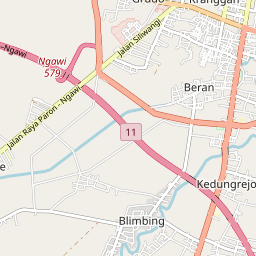 Grudo
Kranggan
-Ngawi
Ngawi
579
Jalan Siliwangi
Beran
Jalan Raya Paron - Ngawi
11
Kedungrejo
Blimbing